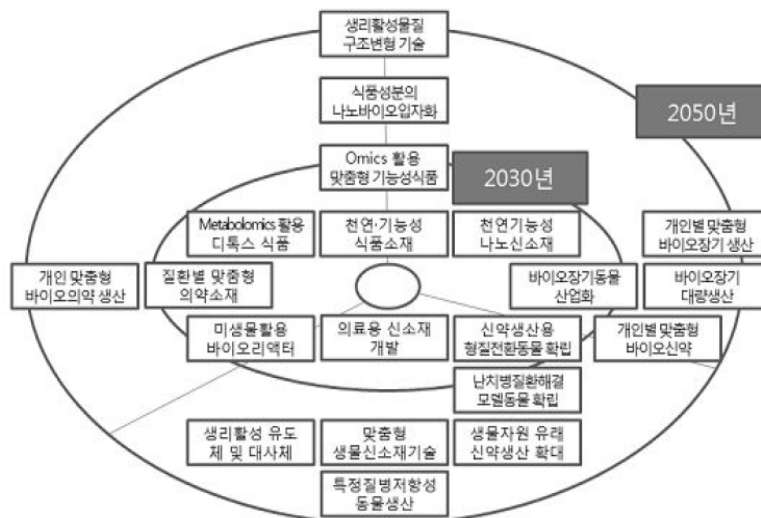 생리활성물질
구조변형 기술
식품성분의
나노바이오입자화
2050년
Omics 활용
맞춤형 기능성식품
2030년
Metabolomics 활용
디톡스 식품
천연·기능성
식품소재
천연기능성
나노신소재
개인별 맞춤형
바이오장기 생산
개인 맞춤형
바이오의약 생산
질환별 맞춤형
의약소재
바이오장기동물
산업화
바이오장기
대량생산
미생물활용
바이오리액터
의료용 신소재
개발
신약생산용
형질전환동물 확립
개인별 맞춤형
바이오신약
난치병질환해결
모델동물 확립
생리활성 유도
체 및 대사체
맞춤형
생물신소재기술
생물자원 유래
신약생산 확대
특정질병저항성
동물생산